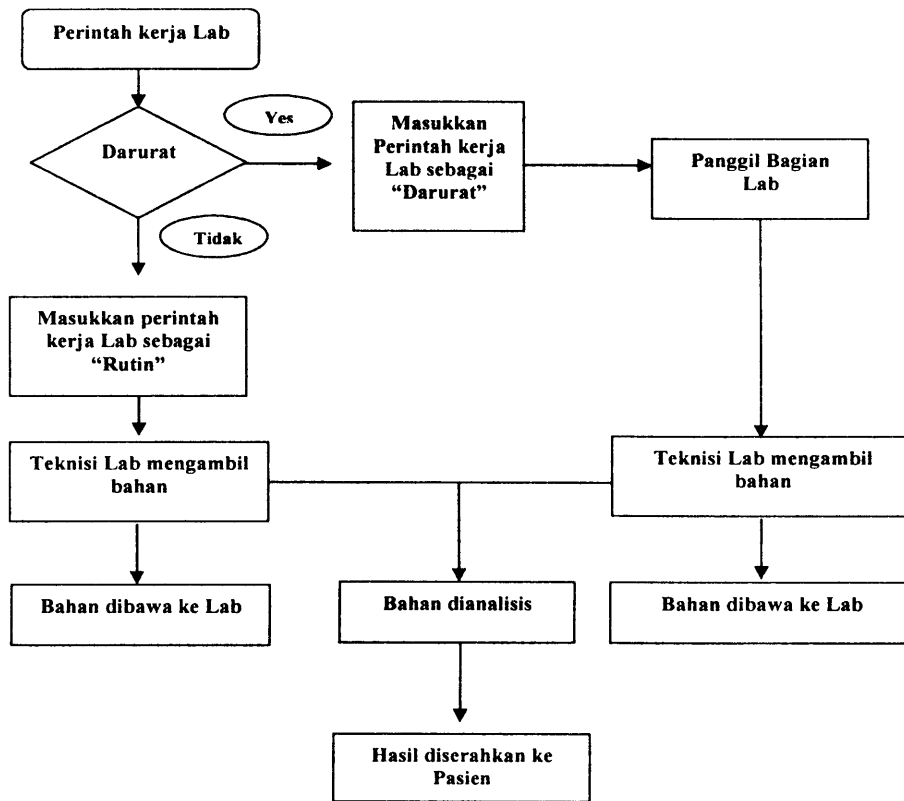 Perintah kerja Lab
Yes
Darurat
Masukkan
Perintah kerja
Lab sebagai
“Darurat”
Panggil Bagian
Lab
Tidak
Masukkan perintah
kerja Lab sebagai
“Rutin”
Teknisi Lab mengambil
bahan
Teknisi Lab mengambil
bahan
Bahan dibawa ke Lab
Bahan dianalisis
Bahan dibawa ke Lab
Hasil diserahkan ke
Pasien